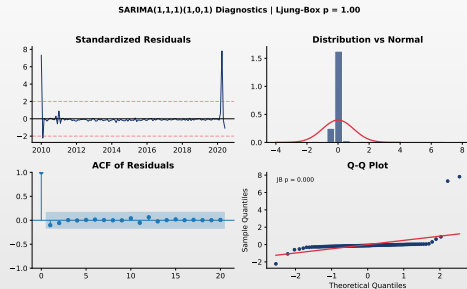 SARIMA(1,1,1)(1,0,1) Diagnostics | Ljung-Box p = 1.00
Standardized Residuals
8
6
4
2
0
−2
2010 2012 2014 2016 2018 2020
Distribution vs Normal
1.5
1.0
0.5
0.0
−4 −2 0 2 4 6 8
ACF of Residuals
1.0
0.5
0.0
−0.5
−1.0
0 5 10 15 20
Q-Q Plot
JB p = 0.000
Sample Quantiles
8
6
4
2
0
−2
−2 −1 0 1 2
Theoretical Quantiles